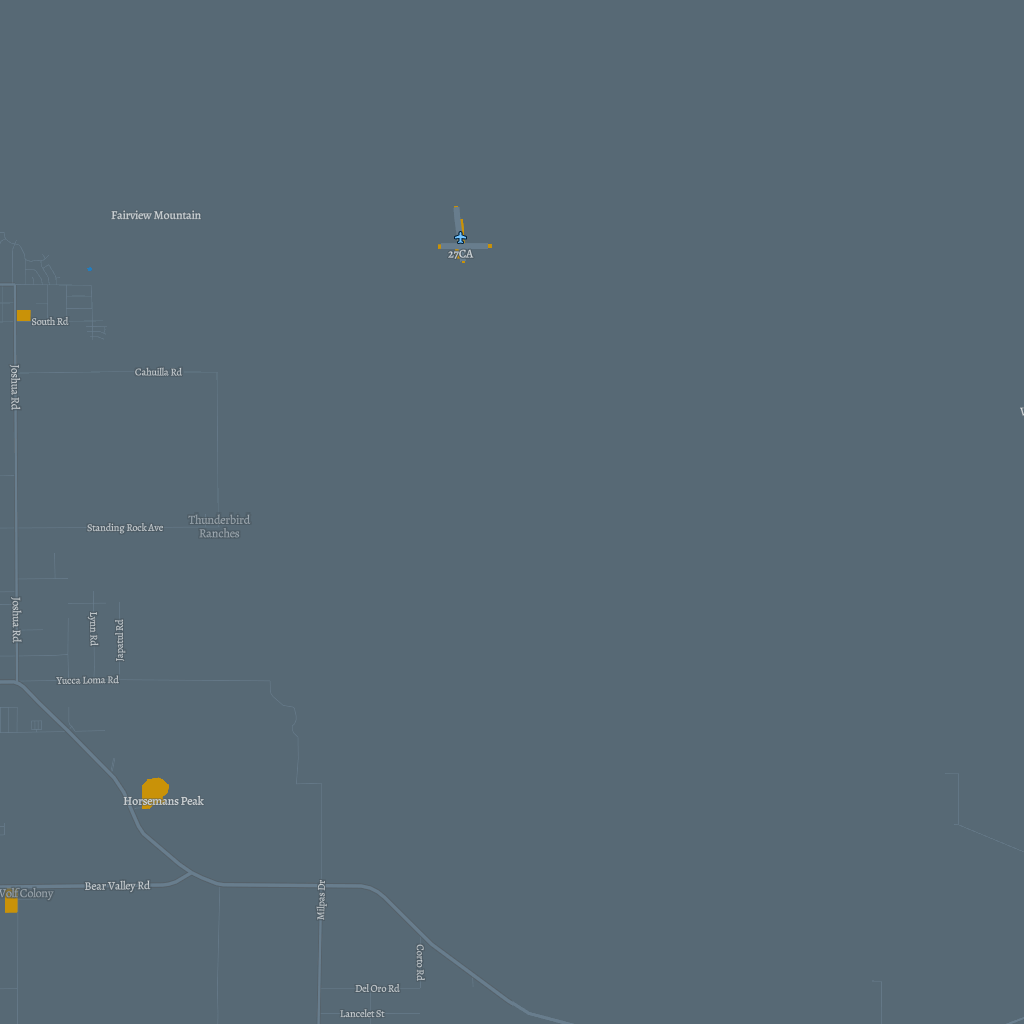 Fairview Mountain
27CA
South Rd
Cahuilla Rd
Joshua Rd
Thunderbird
Ranches
Standing Rock Ave
Joshua Rd
Lynn Rd
Japatul Rd
Yucca Loma Rd
Horsemans Peak
Bear Valley Rd
Wolf Colony
Milpas Dr
Corto Rd
Del Oro Rd
Lancelet St